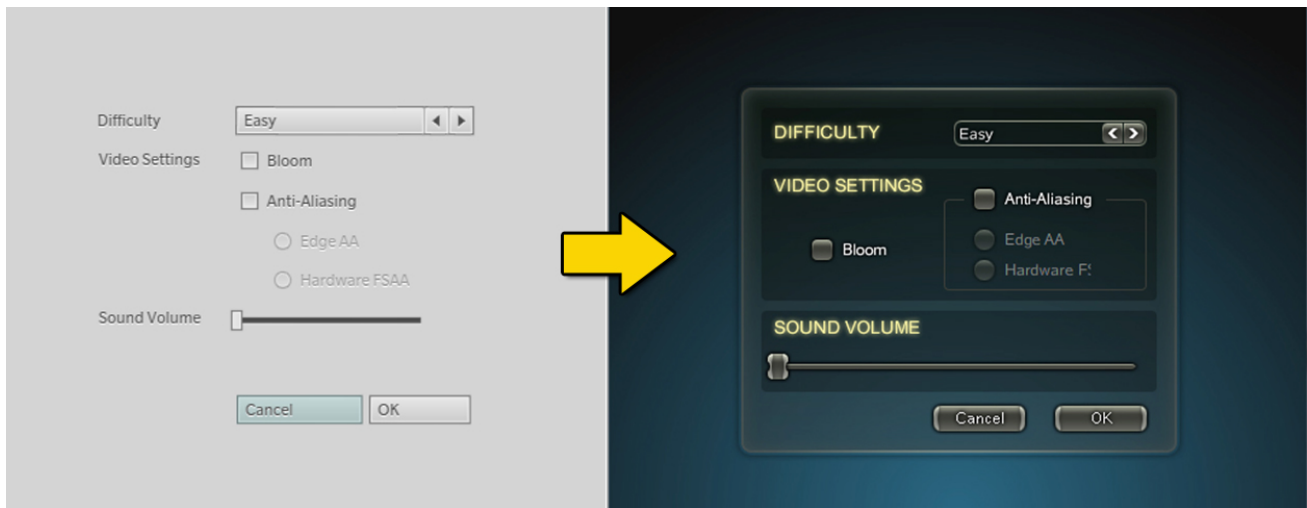 Difficulty
Easy
Video Settings
Bloom
Anti-Aliasing
Edge AA
Hardware FSAA
Sound Volume
Cancel
OK
DIFFICULTY
Easy
VIDEO SETTINGS
Anti-Aliasing
Bloom
Edge AA
Hardware
SOUND VOLUME
Cancel
OK